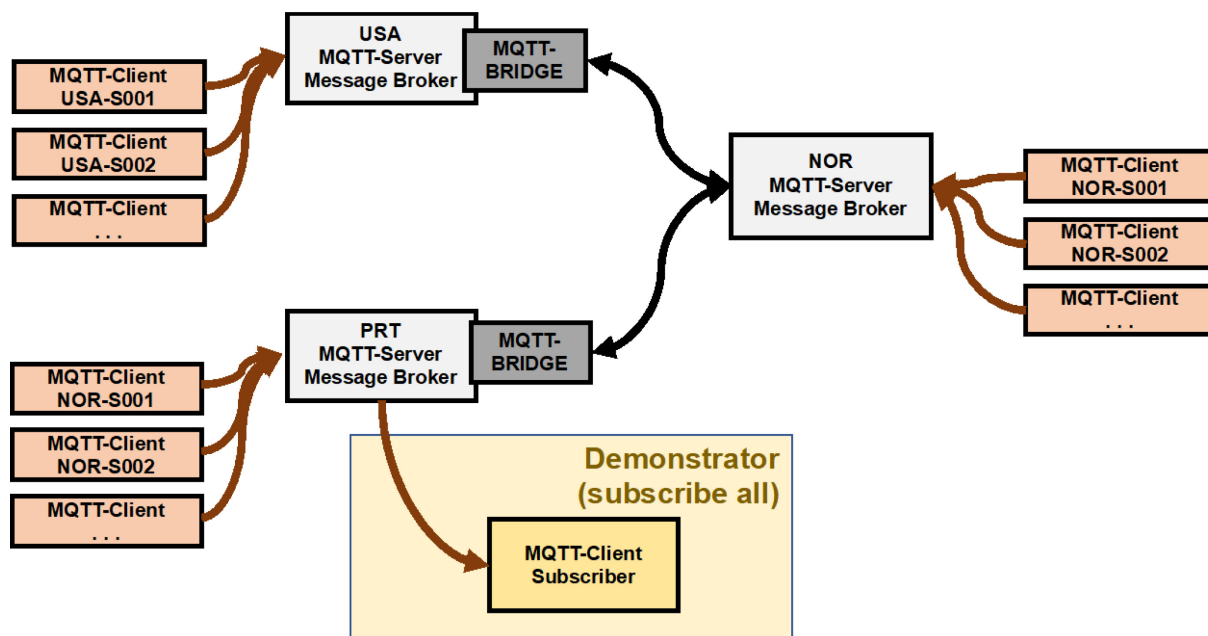 USA
MQTT-Server
Message Broker
MQTT-
BRIDGE
MQTT-Client
USA-S001
MQTT-Client
USA-S002
MQTT-Client
. . .
NOR
MQTT-Server
Message Broker
MQTT-Client
NOR-S001
MQTT-Client
NOR-S002
MQTT-Client
. . .
PRT
MQTT-Server
Message Broker
MQTT-
BRIDGE
MQTT-Client
NOR-S001
MQTT-Client
NOR-S002
MQTT-Client
. . .
Demonstrator
(subscribe all)
MQTT-Client
Subscriber